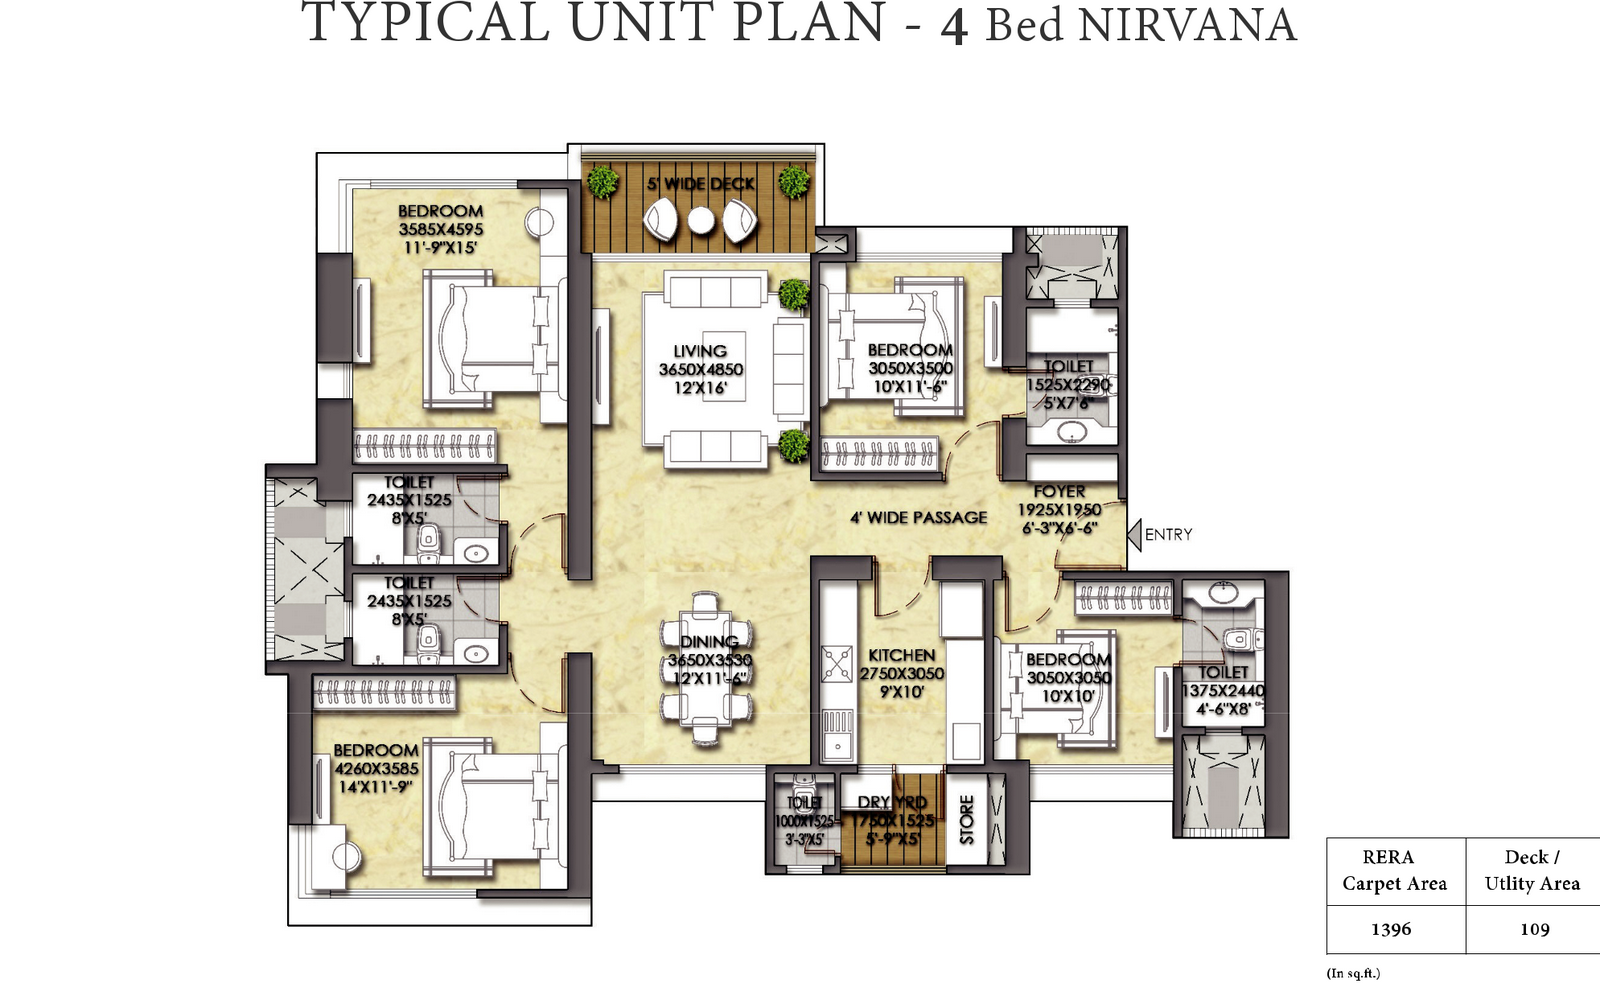 TYPICAL UNIT PLAN - 4 Bed NIRVANA
5' WIDE DECK
BEDROOM
3585X4595
11'-9"X15'
LIVING
3650X4850
12'X16'
BEDROOM
3050X3500
10'X11'-6"
TOILET
1525X2290
5'X7'6"
TOILET
2435X1525
8'X5'
4' WIDE PASSAGE
FOYER
1925X1950
6'-3"X6'-6"
ENTRY
TOILET
2435X1525
8'X5'
DINING
3650X3530
12'X11'-6"
KITCHEN
2750X3050
9'X10'
BEDROOM
3050X3050
10'X10'
TOILET
1375X2440
4'-6"X8'
BEDROOM
4260X3585
14'X11'-9"
TOILET
1000X1525
3'-3"X5'
DRY YRD
1750X1525
5'-9"X5'
STORE
RERA
Carpet Area
Deck /
Utlity Area
1396
109
(In sq.ft.)